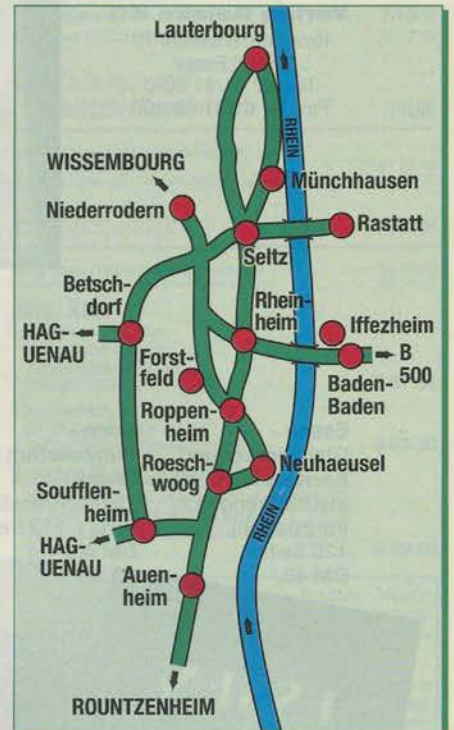 Lauterbourg
RHEIN
WISSEMBOURG
Münchhausen
Niederrodern
Rastatt
Seltz
Betsch-
dorf
Rhein-
heim
Iffezheim
HAG-
UENAU
B
500
Forst-
feld
Baden-
Baden
Roppen-
heim
Roesch-
woog
Neuhaeusel
Soufflen-
heim
RHEIN
HAG-
UENAU
Auen-
heim
ROUNTZENHEIM